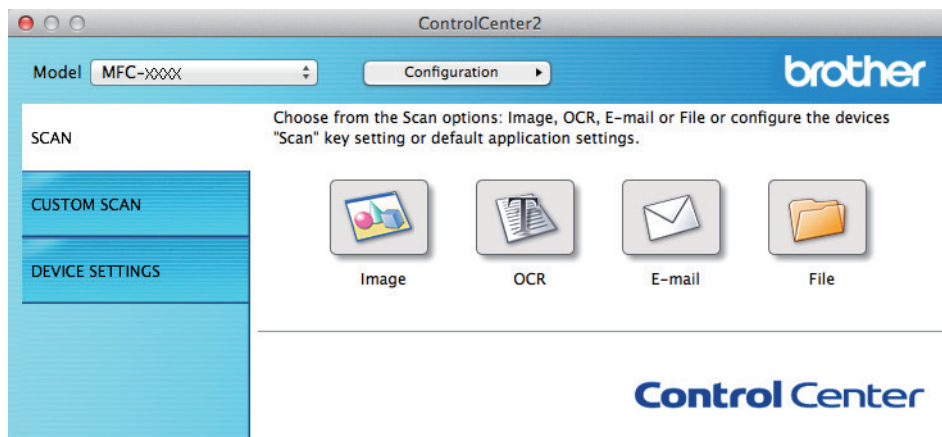 ControlCenter2
Model MFC-XXXX Configuration
brother
SCAN
Choose from the Scan options: Image, OCR, E-mail or File or configure the devices
"Scan" key setting or default application settings.
CUSTOM SCAN
DEVICE SETTINGS
T
Image OCR E-mail File
Control Center